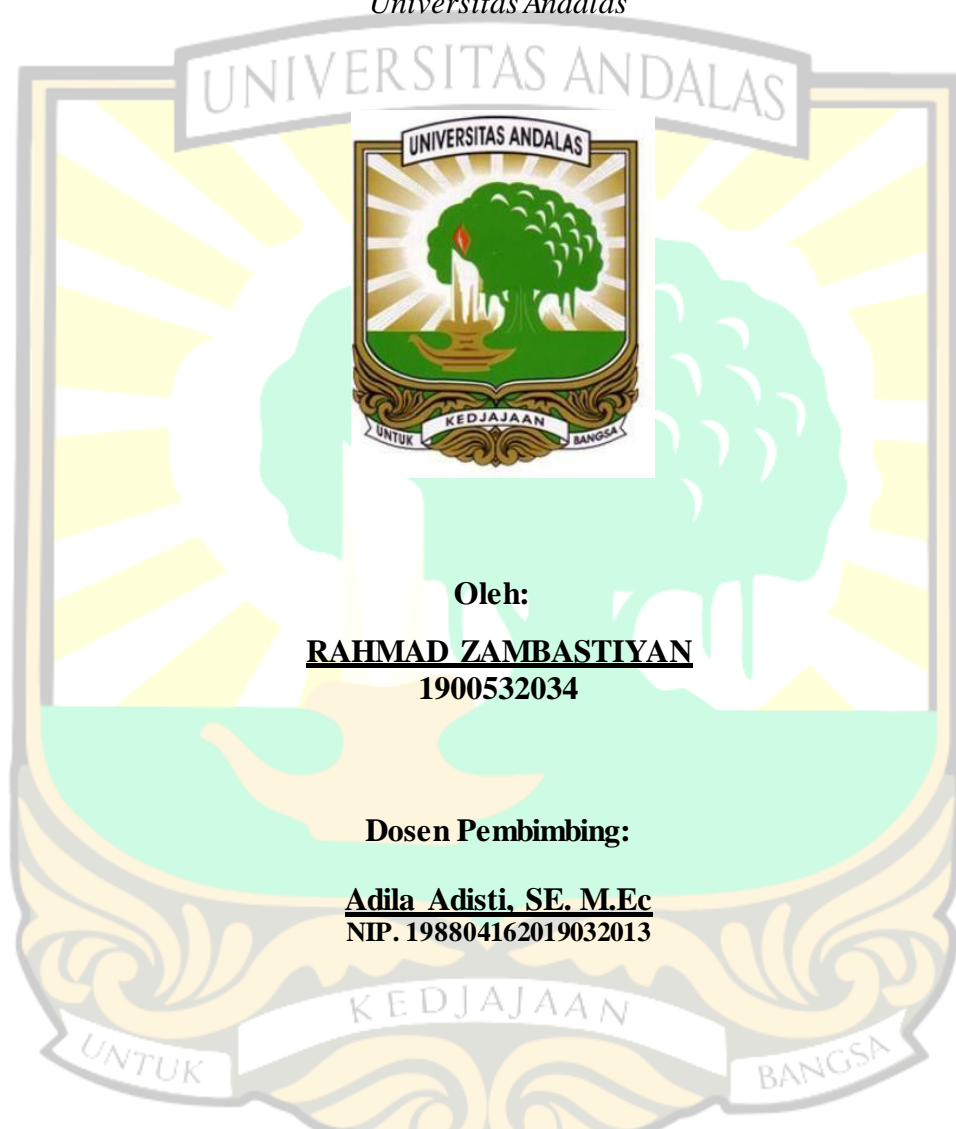 Universitas Andalas
UNIVERSITAS ANDALAS
UNIVERSITAS ANDALAS
UNTUK KEDJAJAAN BANGSA
Oleh:
RAHMAD ZAMBASTIYAN
1900532034
Dosen Pembimbing:
Adila Adisti, SE. M.Ec
NIP. 198804162019032013
UNTUK KEDJAJAAN BANGSA